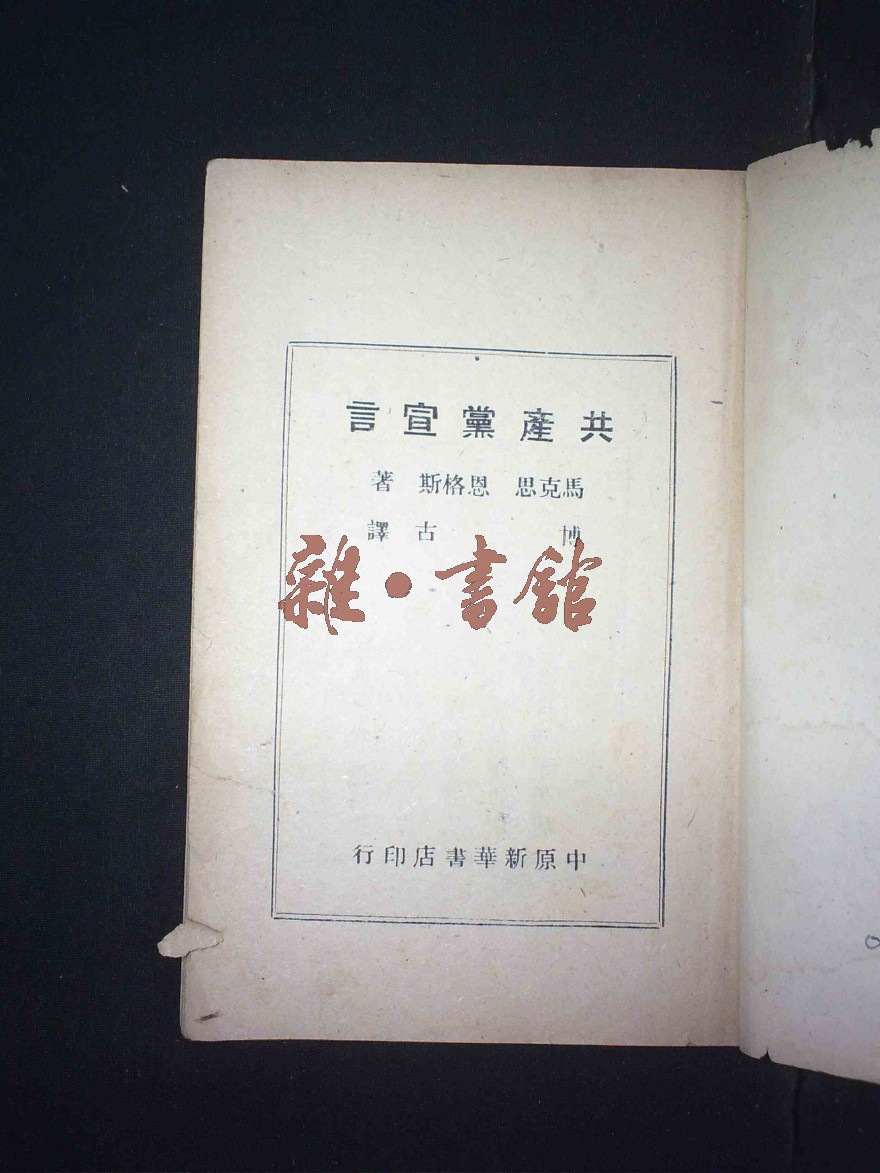 共產黨宣言
馬克思 恩格斯 著
博古譯
雜·書館
中原新華書店印行